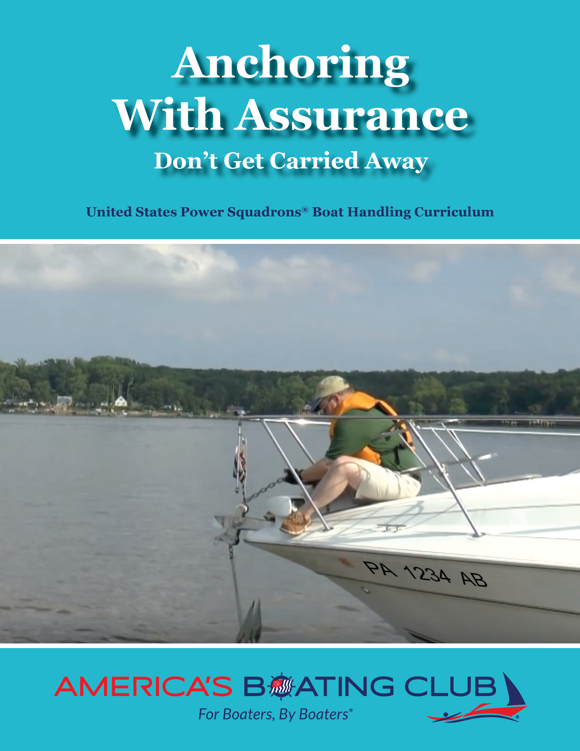 Anchoring
With Assurance
Don’t Get Carried Away
United States Power Squadrons® Boat Handling Curriculum
PA 1234 AB
AMERICA’S BOATING CLUB
For Boaters, By Boaters®